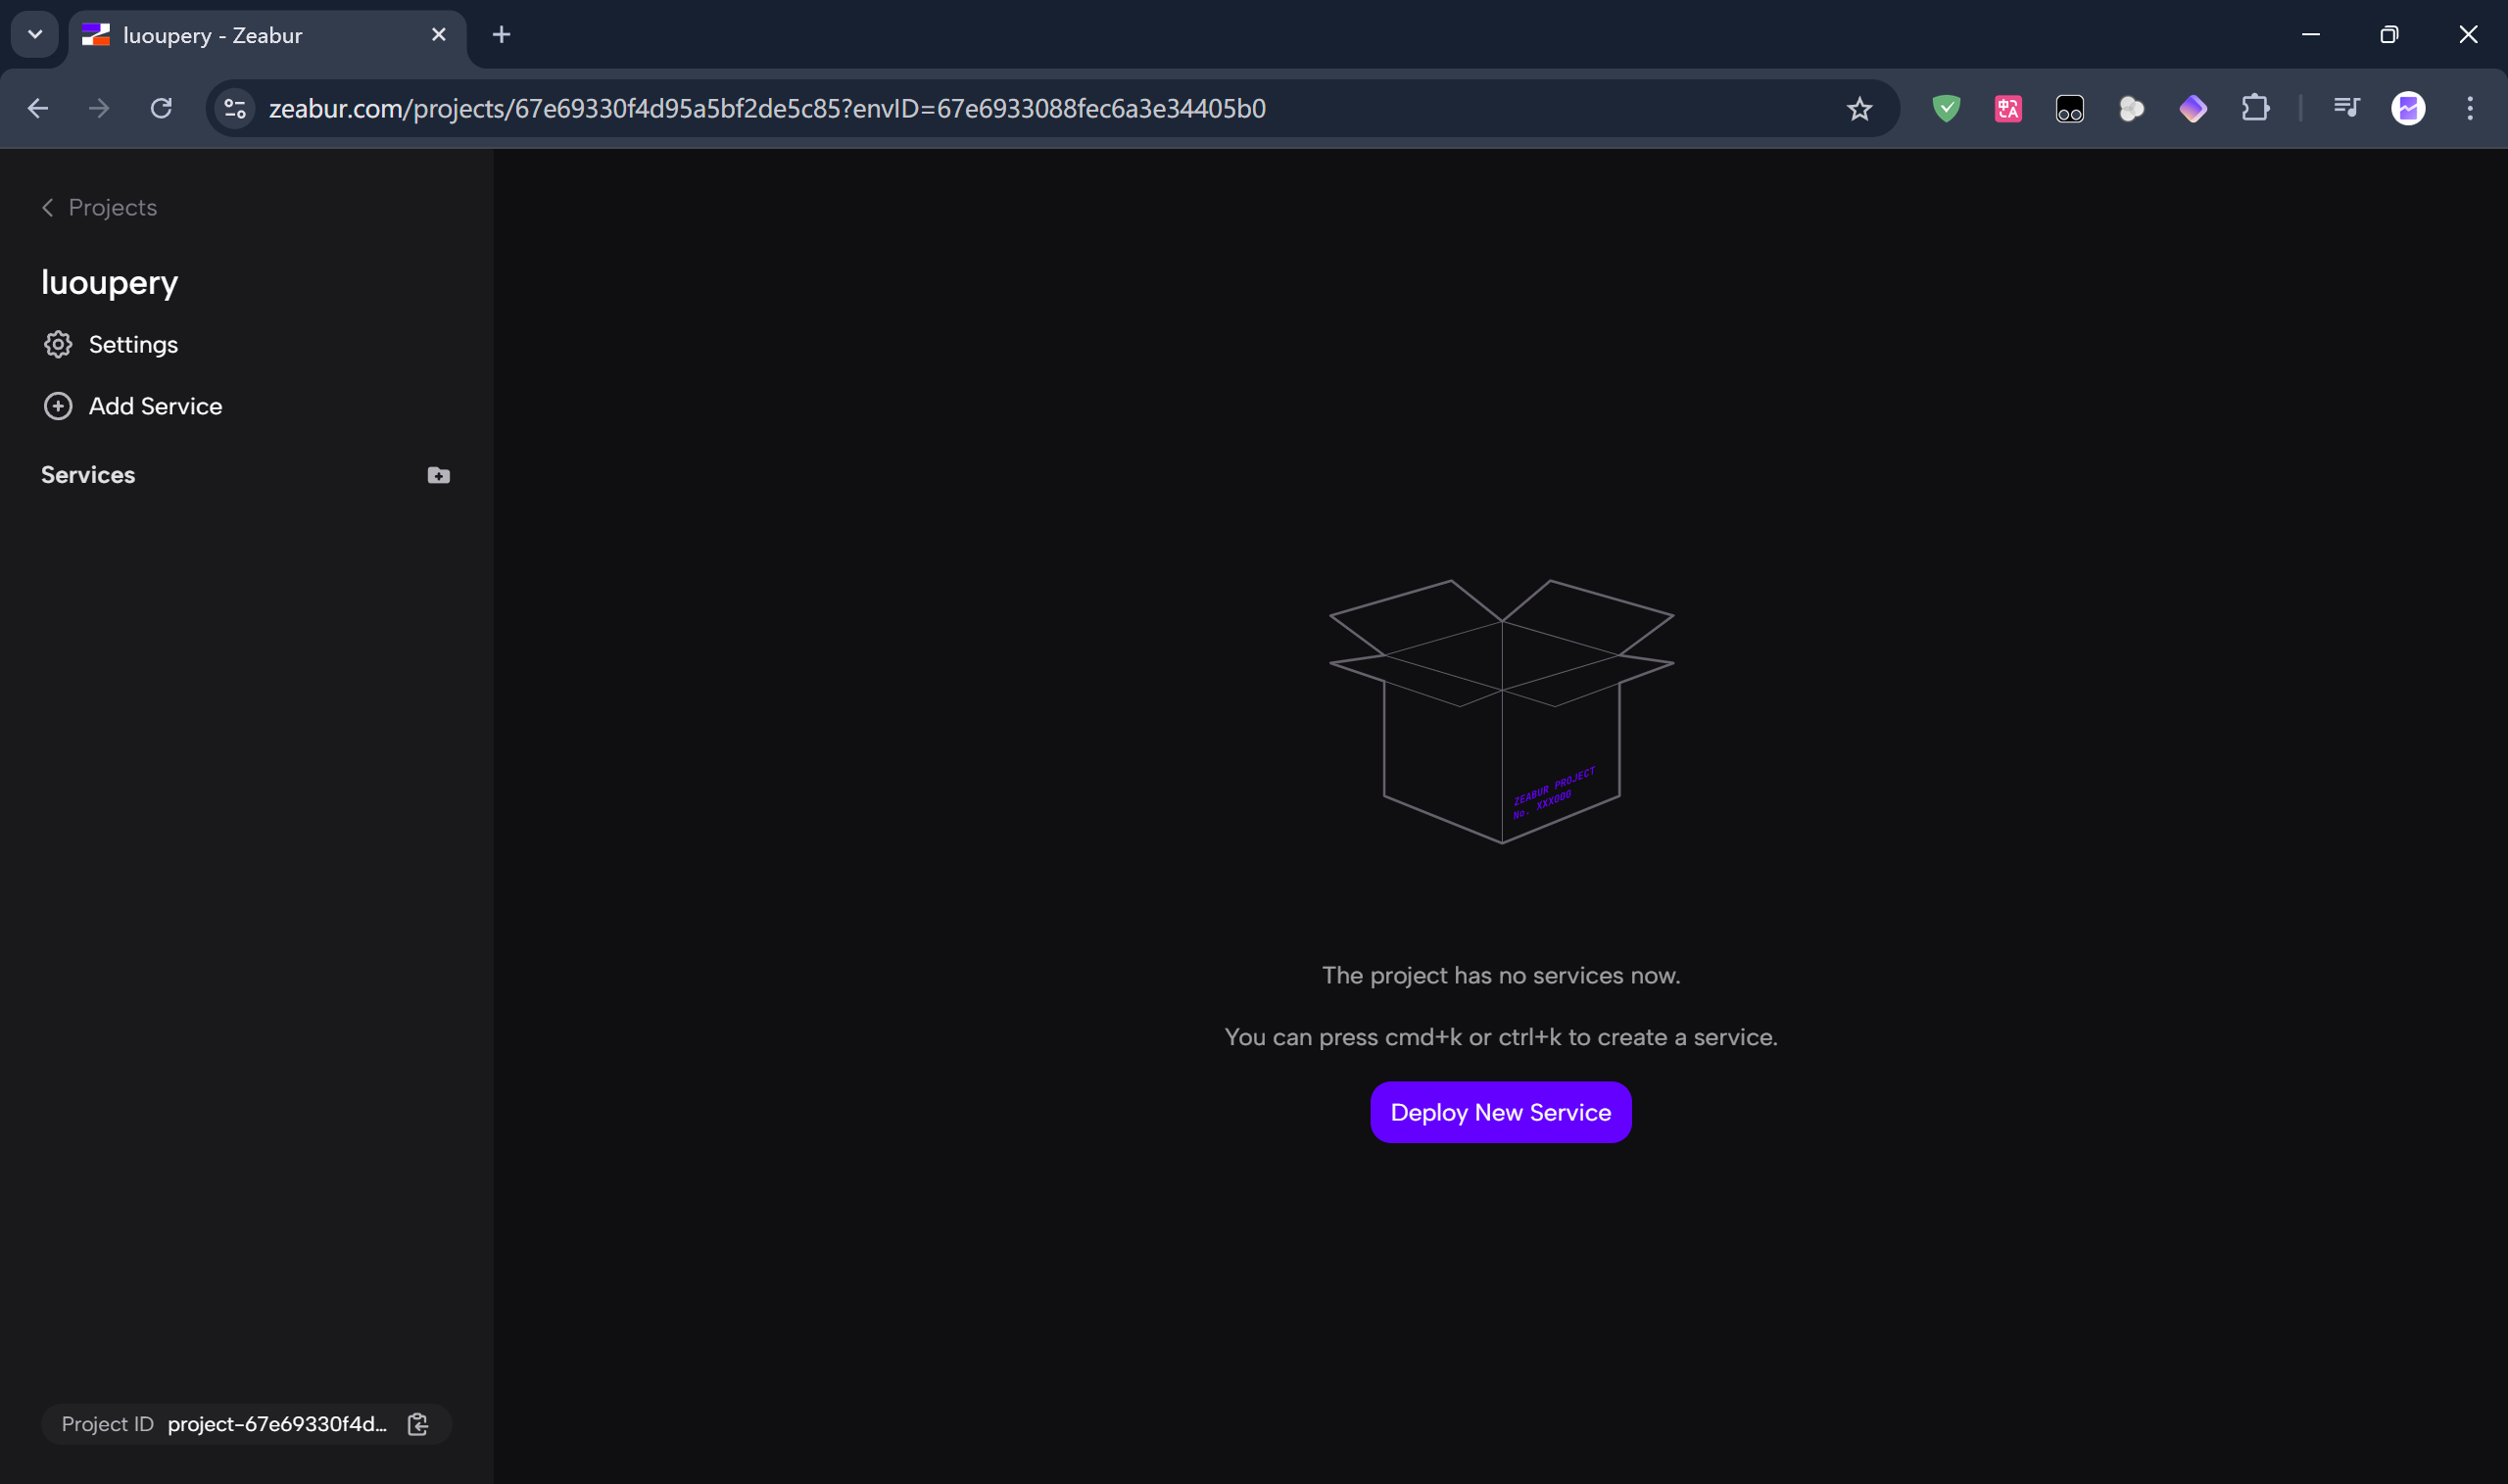 luoupery - Zeabur
zeabur.com/projects/67e69330f4d95a5bf2de5c85?envID=67e6933088fec6a3e34405b0
Projects
luoupery
Settings
Add Service
Services
ZEABUR PROJECT
No. XXX000
The project has no services now.
You can press cmd+k or ctrl+k to create a service.
Deploy New Service
Project ID project-67e69330f4d...